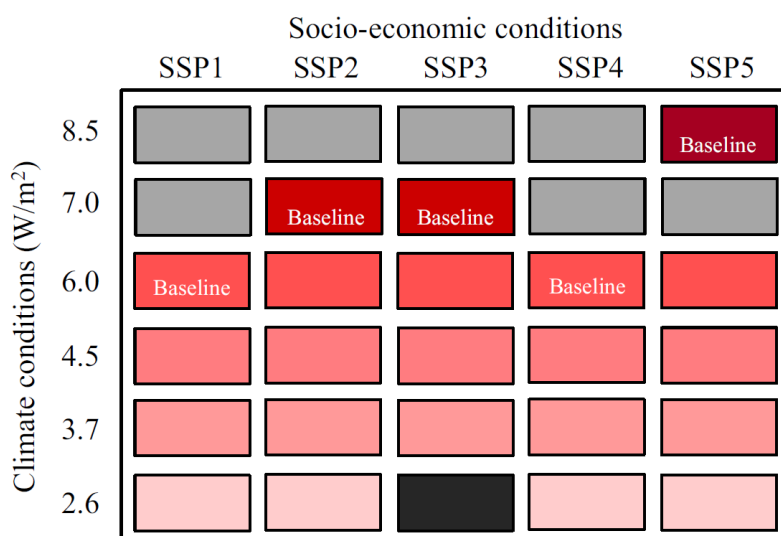 Socio-economic conditions
SSP1 SSP2 SSP3 SSP4 SSP5
Climate conditions (W/m²)
8.5 Baseline
7.0 Baseline Baseline
6.0 Baseline Baseline
4.5
3.7
2.6